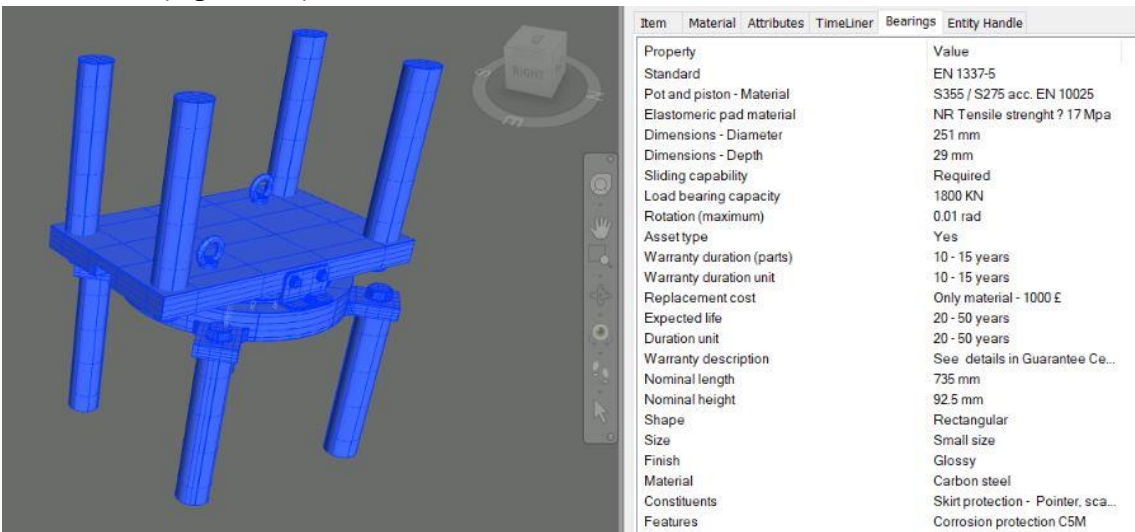 Item Material Attributes TimeLiner Bearings Entity Handle
Property Value
Standard EN 1337-5
Pot and piston - Material S355 / S275 acc. EN 10025
Elastomeric pad material NR Tensile strenght ? 17 Mpa
Dimensions - Diameter 251 mm
Dimensions - Depth 29 mm
Sliding capability Required
Load bearing capacity 1800 KN
Rotation (maximum) 0.01 rad
Asset type Yes
Warranty duration (parts) 10 - 15 years
Warranty duration unit 10 - 15 years
Replacement cost Only material - 1000 £
Expected life 20 - 50 years
Duration unit 20 - 50 years
Warranty description See details in Guarantee Ce...
Nominal length 735 mm
Nominal height 92.5 mm
Shape Rectangular
Size Small size
Finish Glossy
Material Carbon steel
Constituents Skirt protection - Pointer, sca...
Features Corrosion protection C5M
RIGHT
S
E